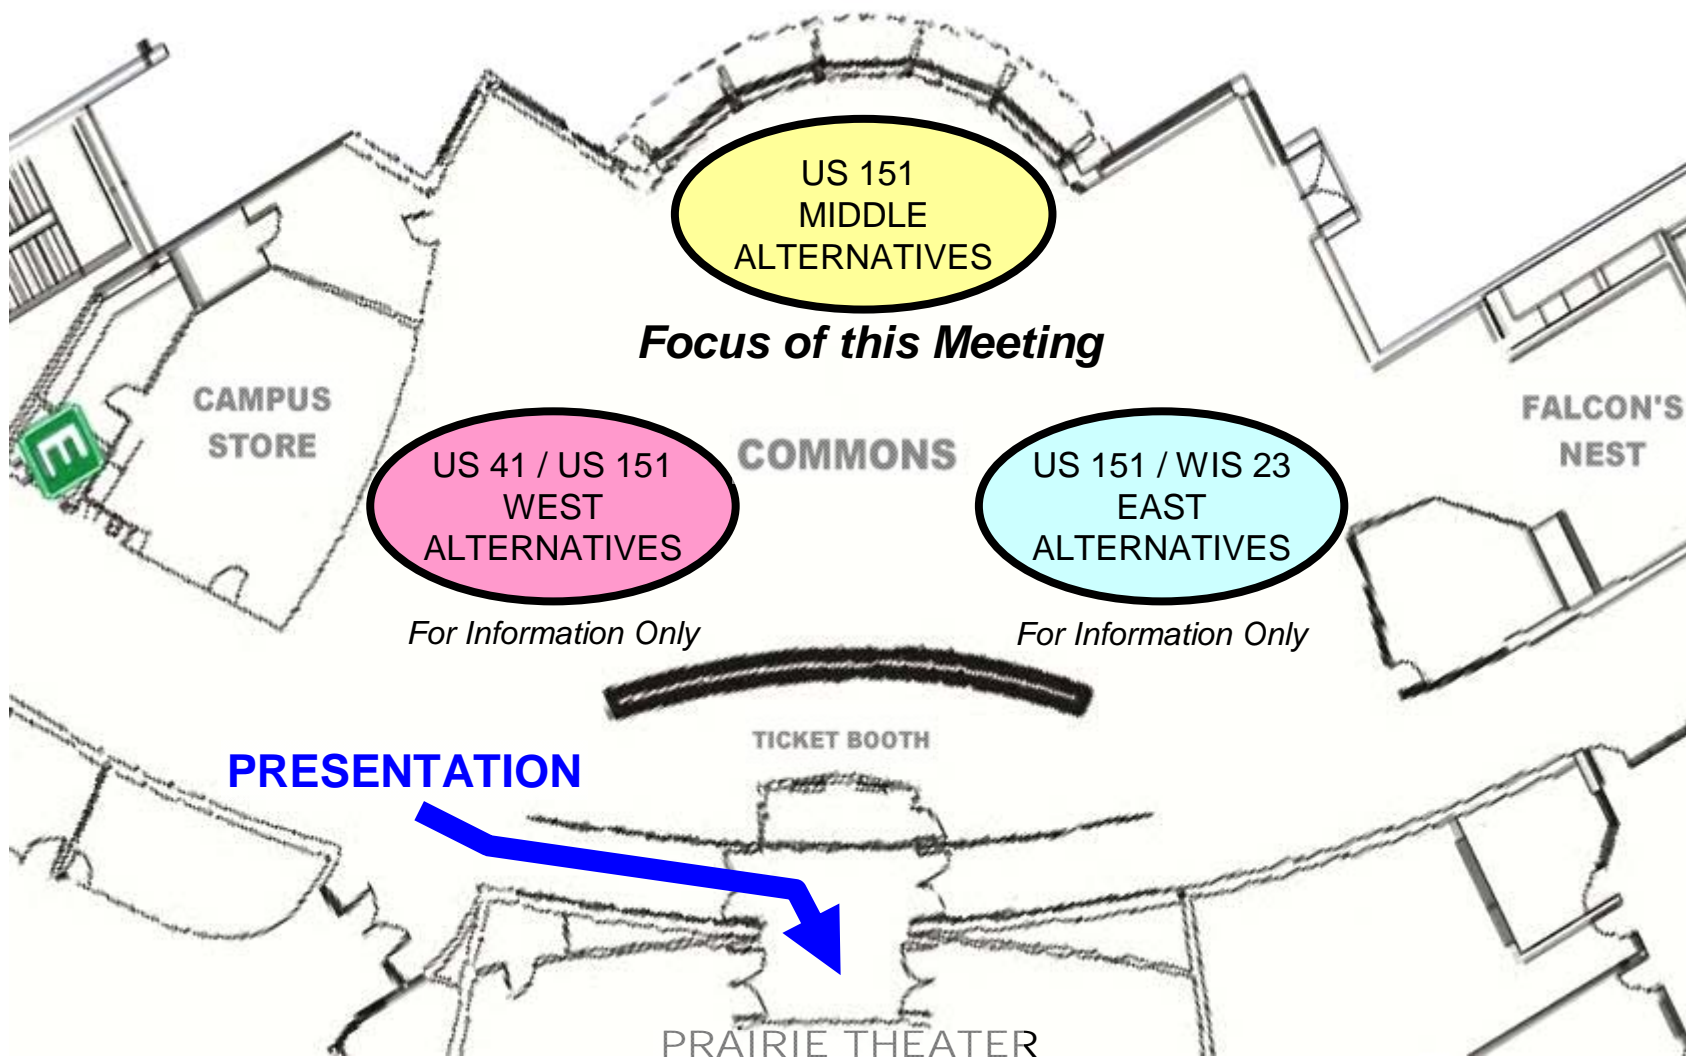 US 151
MIDDLE
ALTERNATIVES
Focus of this Meeting
CAMPUS
STORE
E
US 41 / US 151
WEST
ALTERNATIVES
For Information Only
COMMONS
US 151 / WIS 23
EAST
ALTERNATIVES
For Information Only
FALCON'S
NEST
TICKET BOOTH
PRESENTATION
PRAIRIE THEATER